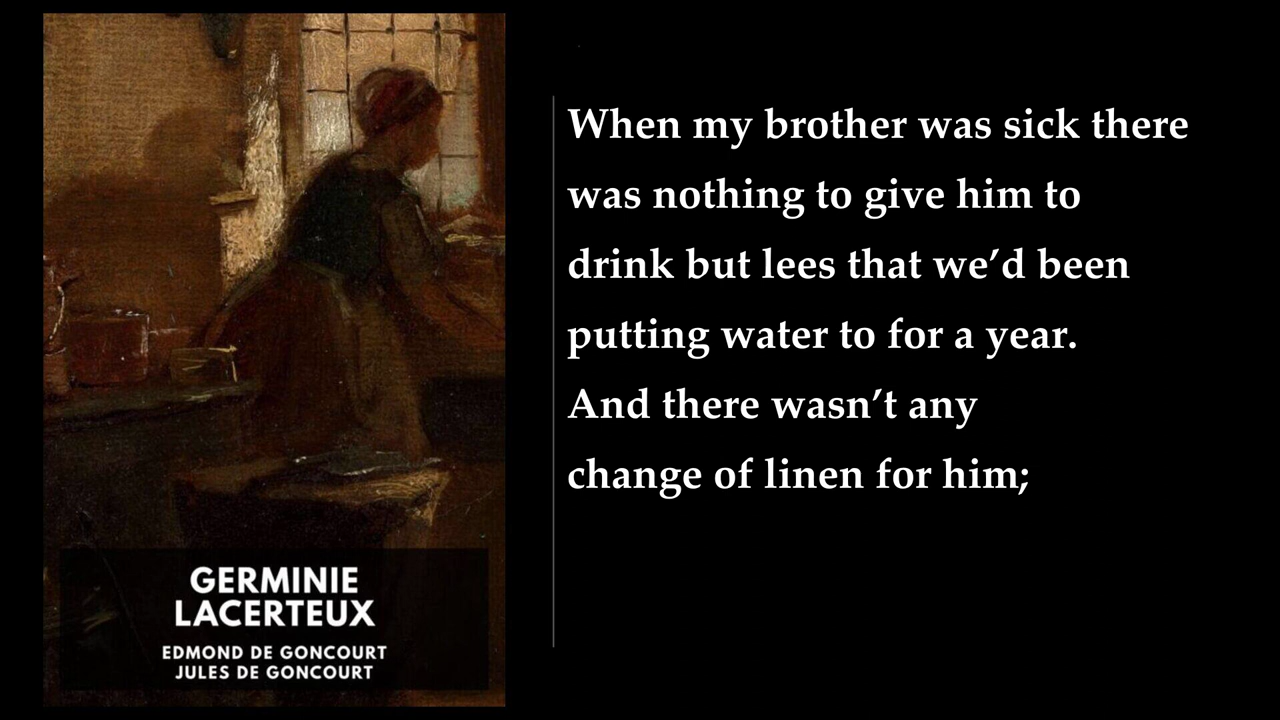 When my brother was sick there
was nothing to give him to
drink but lees that we’d been
putting water to for a year.
And there wasn’t any
change of linen for him;
GERMINIE
LACERTEUX
EDMOND DE GONCOURT
JULES DE GONCOURT